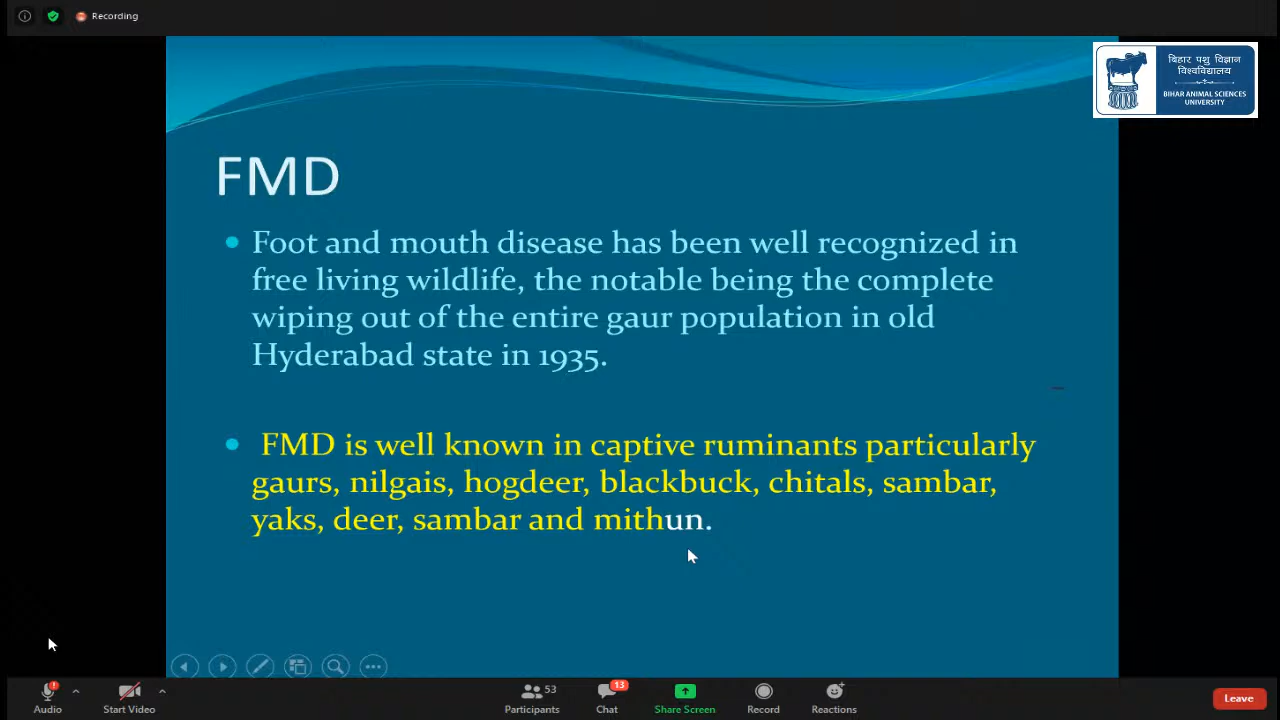 Recording
बिहार पशु विज्ञान
विश्वविद्यालय
BIHAR ANIMAL SCIENCES
UNIVERSITY
FMD
Foot and mouth disease has been well recognized in
free living wildlife, the notable being the complete
wiping out of the entire gaur population in old
Hyderabad state in 1935.
FMD is well known in captive ruminants particularly
gaurs, nilgais, hogdeer, blackbuck, chitals, sambar,
yaks, deer, sambar and mithun.
53
13
Audio
Start Video
Participants
Chat
Share Screen
Record
Reactions
Leave